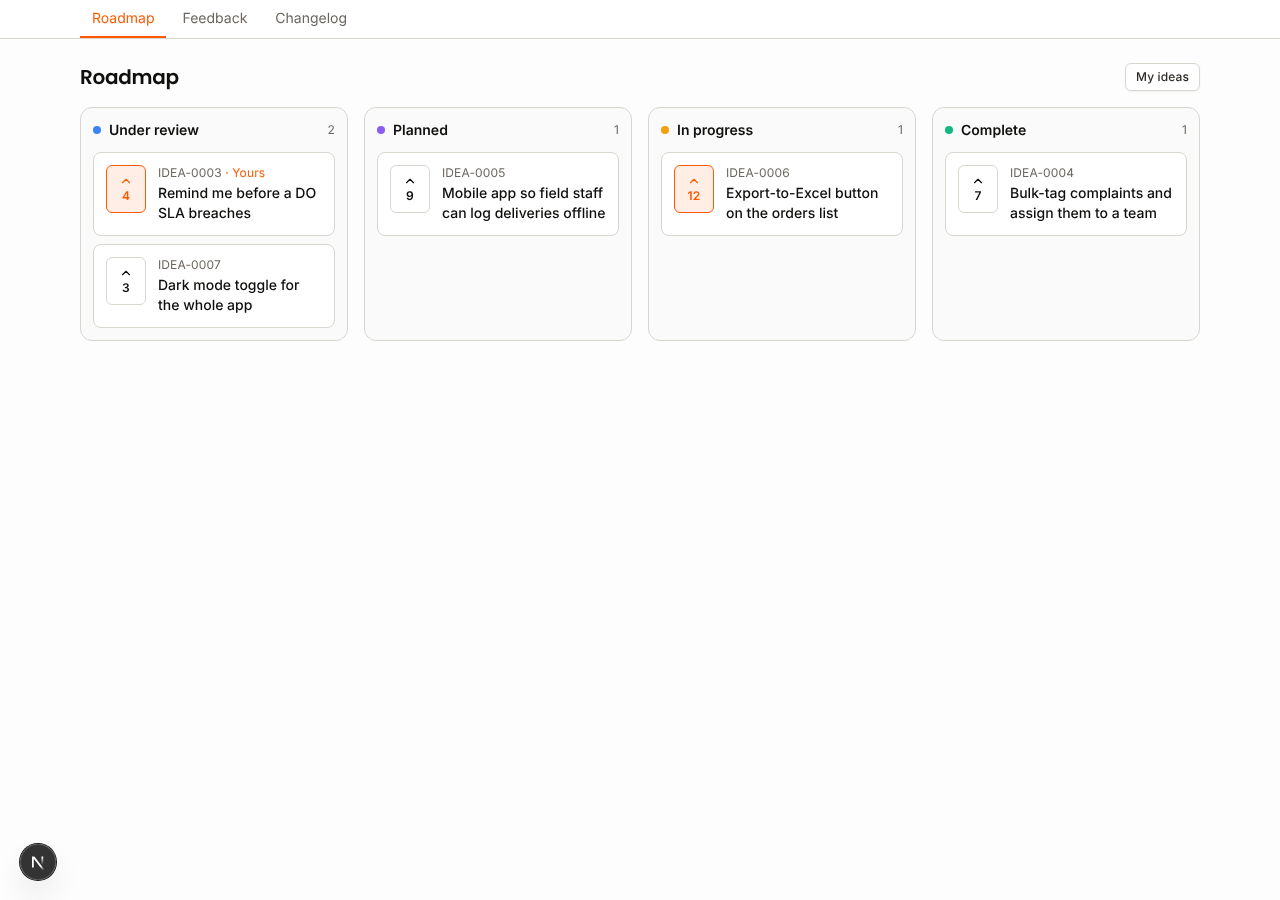 Roadmap
Feedback
Changelog
Roadmap
My ideas
Under review
2
IDEA-0003 · Yours
4
Remind me before a DO
SLA breaches
IDEA-0007
3
Dark mode toggle for
the whole app
Planned
1
IDEA-0005
9
Mobile app so field staff
can log deliveries offline
In progress
1
IDEA-0006
12
Export-to-Excel button
on the orders list
Complete
1
IDEA-0004
7
Bulk-tag complaints and
assign them to a team
N